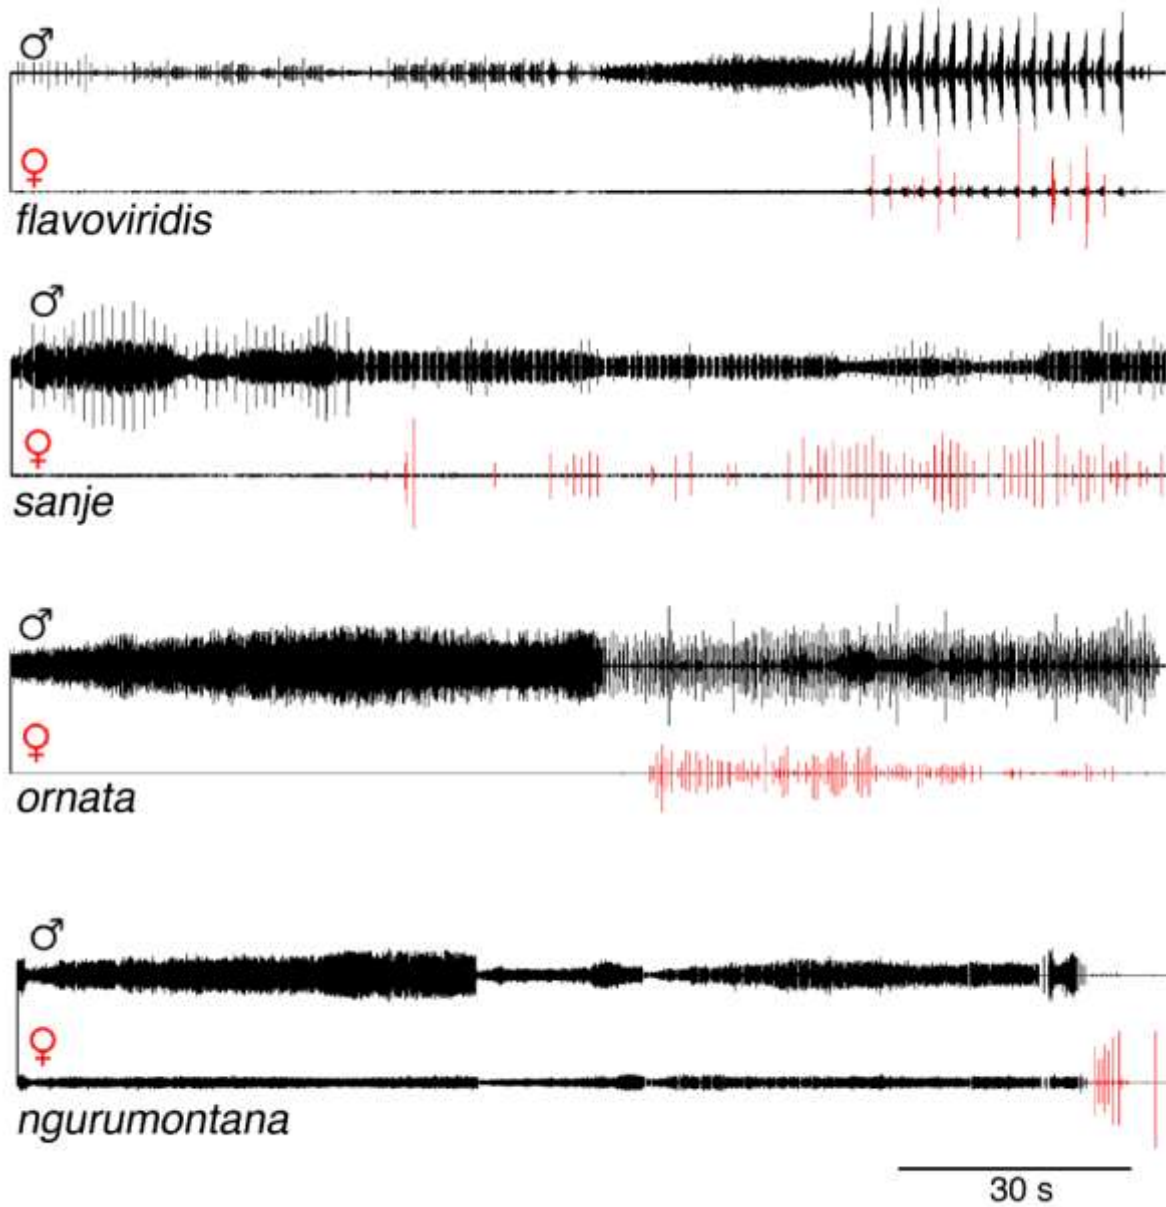 ♂
♀
flavoviridis
♂
♀
sanje
♂
♀
ornata
♂
♀
ngurumontana
30 s